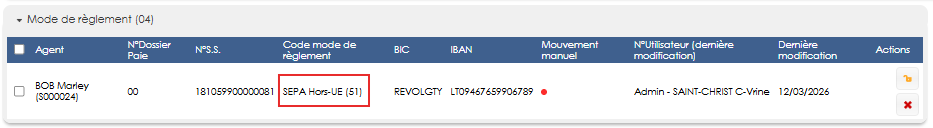 Mode de règlement (04)
Agent
N°Dossier Paie
N°S.S.
Code mode de règlement
BIC
IBAN
Mouvement manuel
N°Utilisateur (dernière modification)
Dernière modification
Actions
BOB Marley (S000024)
00
181059900000081
SEPA Hors-UE (51)
REVOLGTY
LT09467659906789
Admin - SAINT-CHRIST C-Vrine
12/03/2026